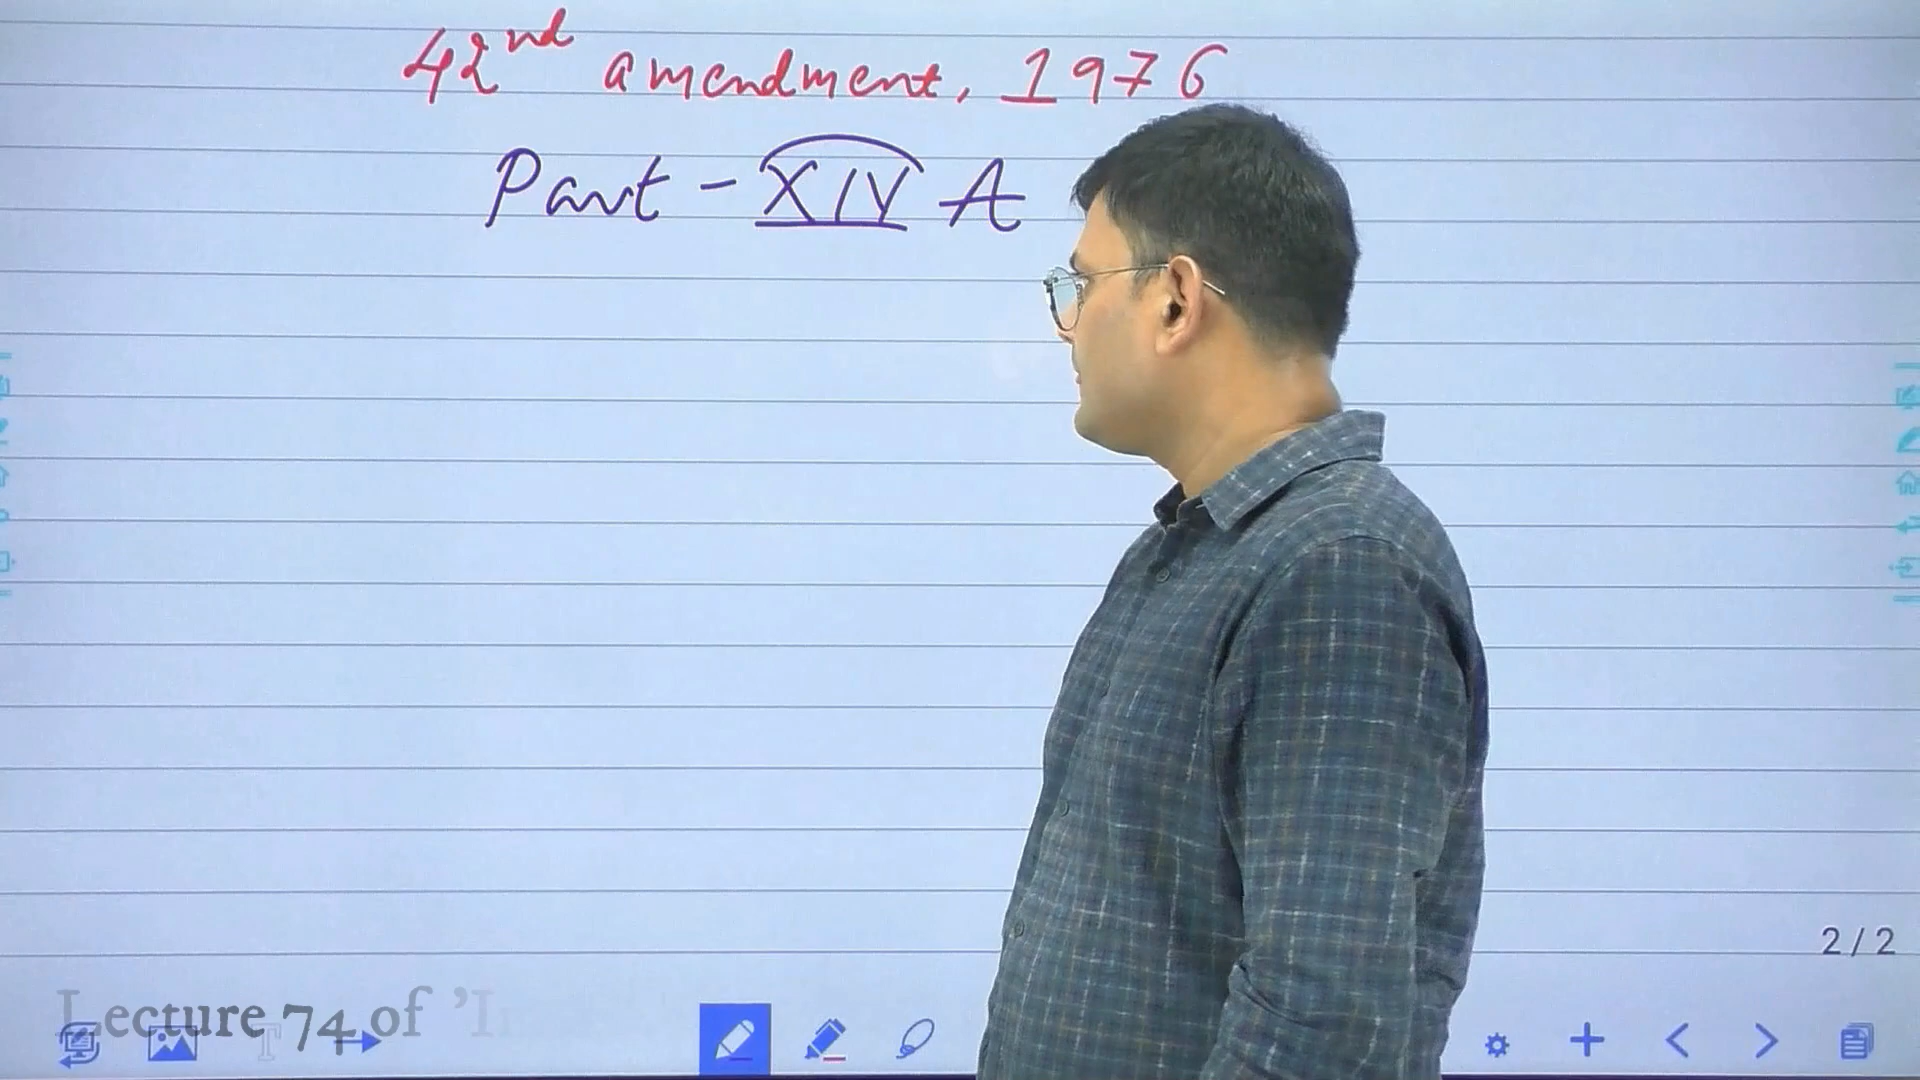 42nd amendment, 1976
Part - XIV A
2/2
Lecture 74 of 'I